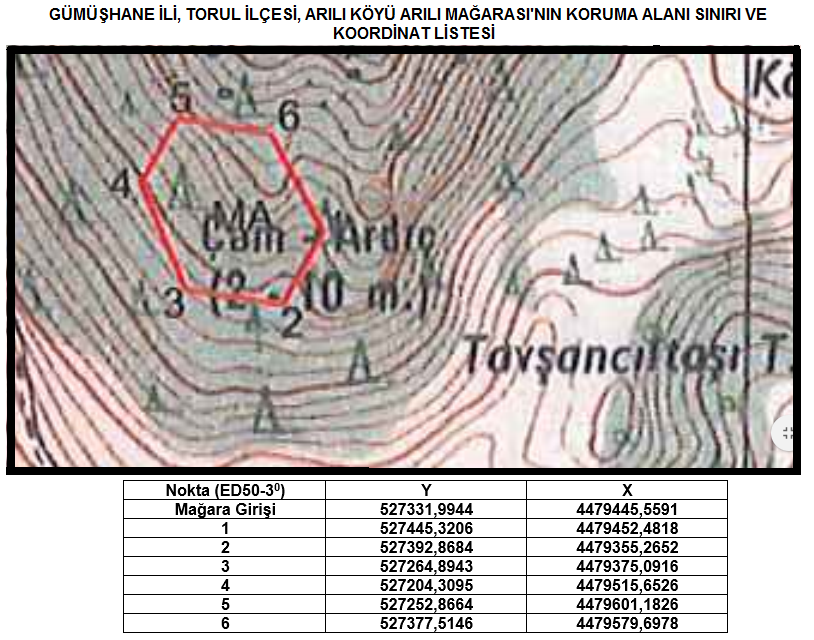 GÜMÜŞHANE İLİ, TORUL İLÇESİ, ARILI KÖYÜ ARILI MAĞARASI'NIN KORUMA ALANI SINIRI VE
KOORDİNAT LİSTESİ
5
6
4
MA
Çam - Ardıç
(2 - 10 m.)
3
2
Tavşancıltaşı T.
Nokta (ED50-3⁰) Y X
Mağara Girişi 527331,9944 4479445,5591
1 527445,3206 4479452,4818
2 527392,8684 4479355,2652
3 527264,8943 4479375,0916
4 527204,3095 4479515,6526
5 527252,8664 4479601,1826
6 527377,5146 4479579,6978